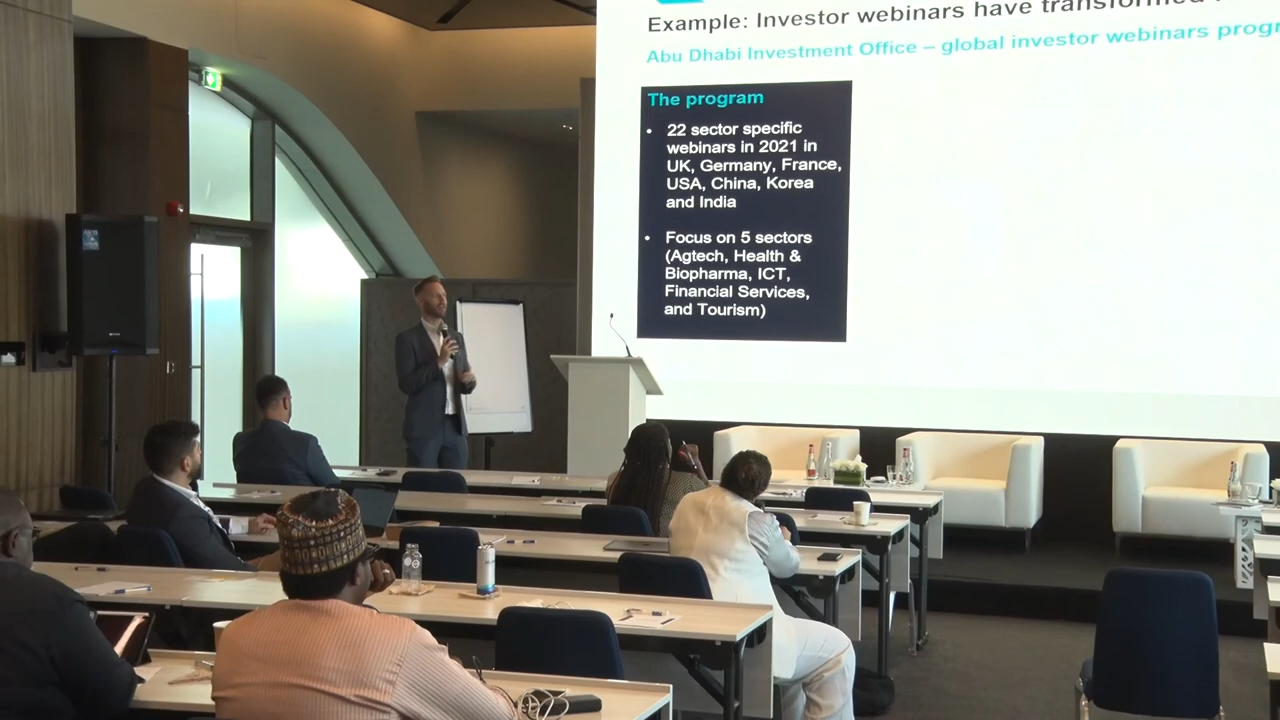 Example: Investor webinars have transformed
Abu Dhabi Investment Office – global investor webinars
The program
• 22 sector specific
webinars in 2021 in
UK, Germany, France,
USA, China, Korea
and India
• Focus on 5 sectors
(Agtech, Health &
Biopharma, ICT,
Financial Services,
and Tourism)